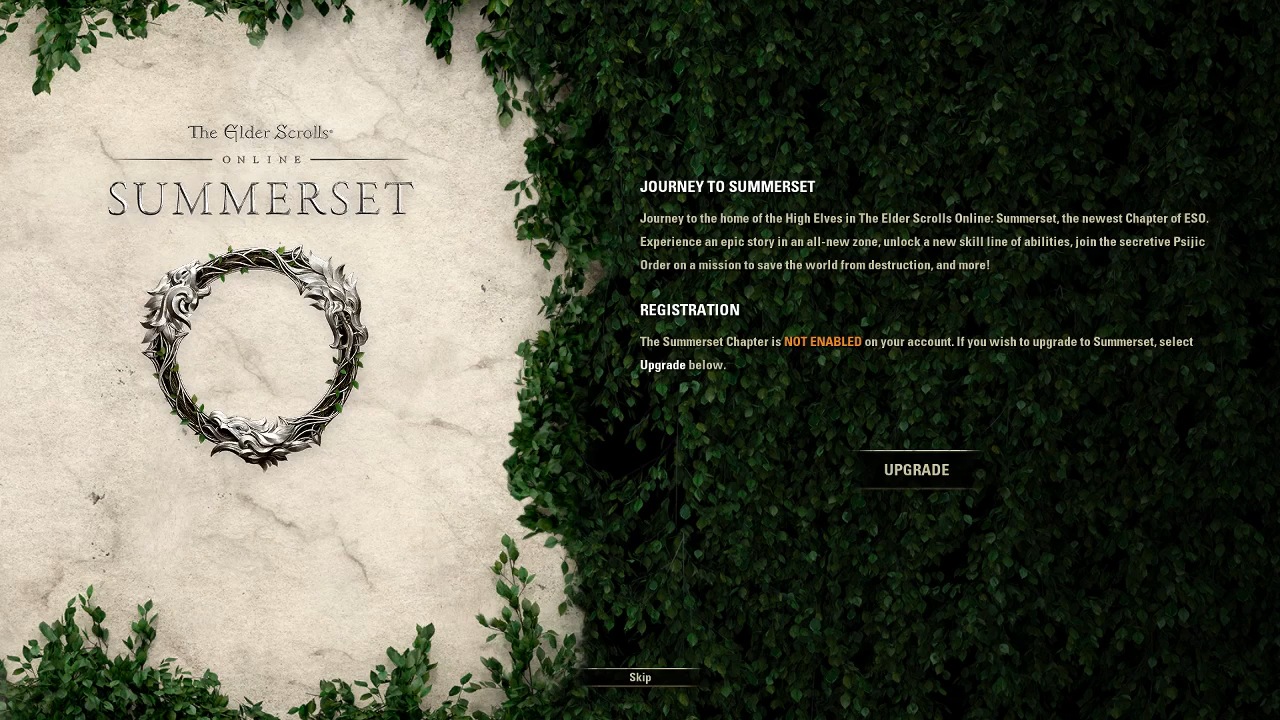 The Elder Scrolls®
ONLINE
SUMMERSET
JOURNEY TO SUMMERSET
Journey to the home of the High Elves in The Elder Scrolls Online: Summerset, the newest Chapter of ESO.
Experience an epic story in an all-new zone, unlock a new skill line of abilities, join the secretive Psijic
Order on a mission to save the world from destruction, and more!
REGISTRATION
The Summerset Chapter is NOT ENABLED on your account. If you wish to upgrade to Summerset, select
Upgrade below.
UPGRADE
Skip